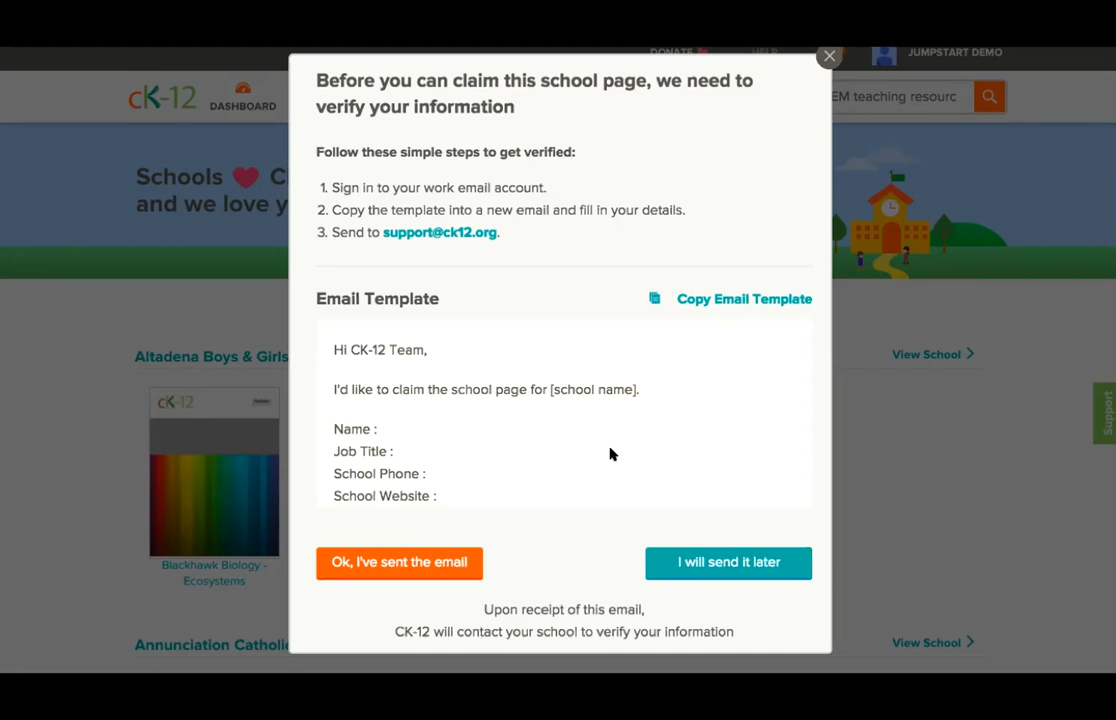 DONATE
HELP
JUMPSTART DEMO
cK-12
DASHBOARD
EM teaching resourc
Schools
and we love y
Before you can claim this school page, we need to
verify your information
Follow these simple steps to get verified:
1. Sign in to your work email account.
2. Copy the template into a new email and fill in your details.
3. Send to support@ck12.org.
Email Template
Copy Email Template
Hi CK-12 Team,
I'd like to claim the school page for [school name].
Name :
Job Title :
School Phone :
School Website :
Ok, I've sent the email
I will send it later
Upon receipt of this email,
CK-12 will contact your school to verify your information
Altadena Boys & Girls
View School
cK-12
Blackhawk Biology -
Ecosystems
Annunciation Catholic
View School
Support